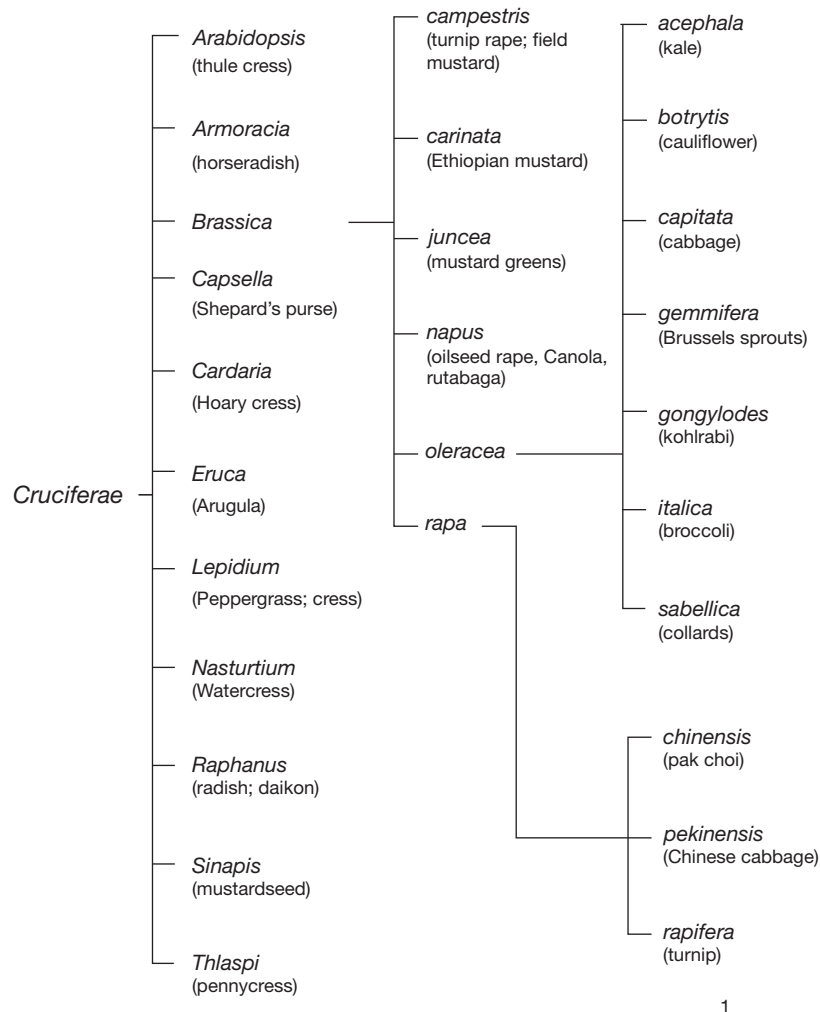 Cruciferae
Arabidopsis
(thule cress)
Armoracia
(horseradish)
Brassica
Capsella
(Shepard's purse)
Cardaria
(Hoary cress)
Eruca
(Arugula)
Lepidium
(Peppergrass; cress)
Nasturtium
(Watercress)
Raphanus
(radish; daikon)
Sinapis
(mustardseed)
Thlaspi
(pennycress)
campestris
(turnip rape; field
mustard)
carinata
(Ethiopian mustard)
juncea
(mustard greens)
napus
(oilseed rape, Canola,
rutabaga)
oleracea
rapa
acephala
(kale)
botrytis
(cauliflower)
capitata
(cabbage)
gemmifera
(Brussels sprouts)
gongylodes
(kohlrabi)
italica
(broccoli)
sabellica
(collards)
chinensis
(pak choi)
pekinensis
(Chinese cabbage)
rapifera
(turnip)
1